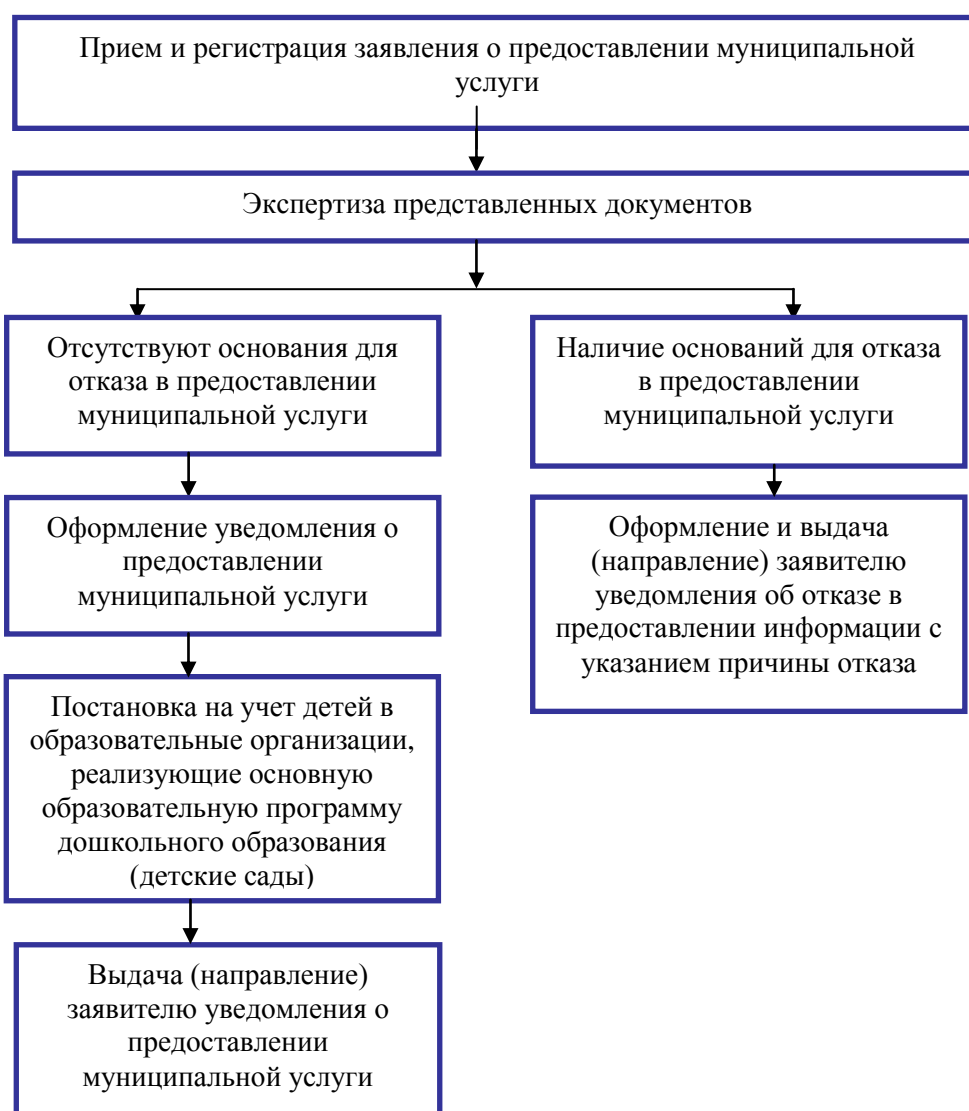 Прием и регистрация заявления о предоставлении муниципальной
услуги
Экспертиза представленных документов
Отсутствуют основания для
отказа в предоставлении
муниципальной услуги
Наличие оснований для отказа
в предоставлении
муниципальной услуги
Оформление уведомления о
предоставлении
муниципальной услуги
Оформление и выдача
(направление) заявителю
уведомления об отказе в
предоставлении информации с
указанием причины отказа
Постановка на учет детей в
образовательные организации,
реализующие основную
образовательную программу
дошкольного образования
(детские сады)
Выдача (направление)
заявителю уведомления о
предоставлении
муниципальной услуги